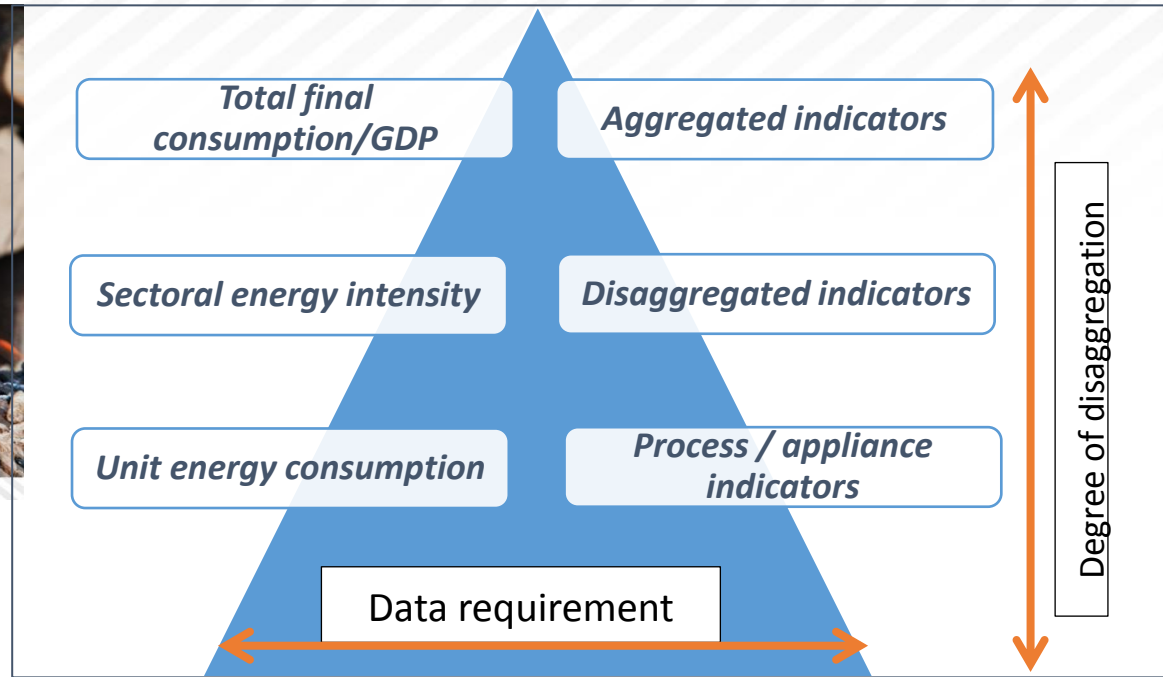 Total final
consumption/GDP
Aggregated indicators
Sectoral energy intensity
Disaggregated indicators
Unit energy consumption
Process / appliance
indicators
Data requirement
Degree of disaggregation